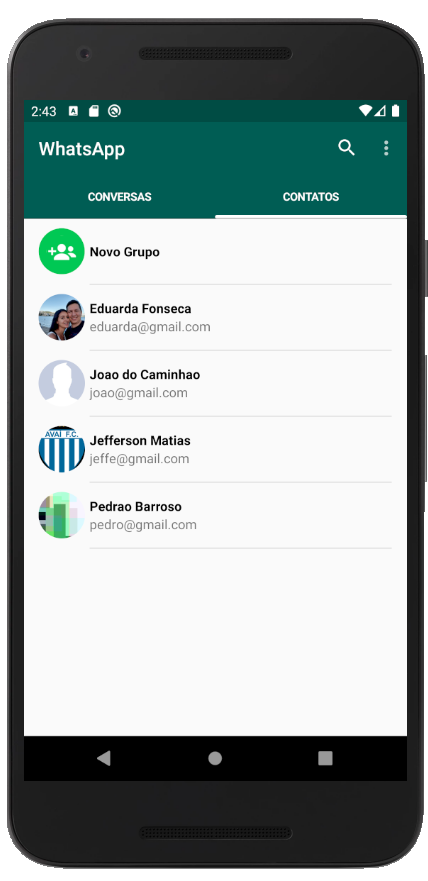 2:43
WhatsApp
CONVERSAS CONTATOS
Novo Grupo
Eduarda Fonseca
eduarda@gmail.com
Joao do Caminhao
joao@gmail.com
AVAÍ F.C.
Jefferson Matias
jeffe@gmail.com
Pedrao Barroso
pedro@gmail.com